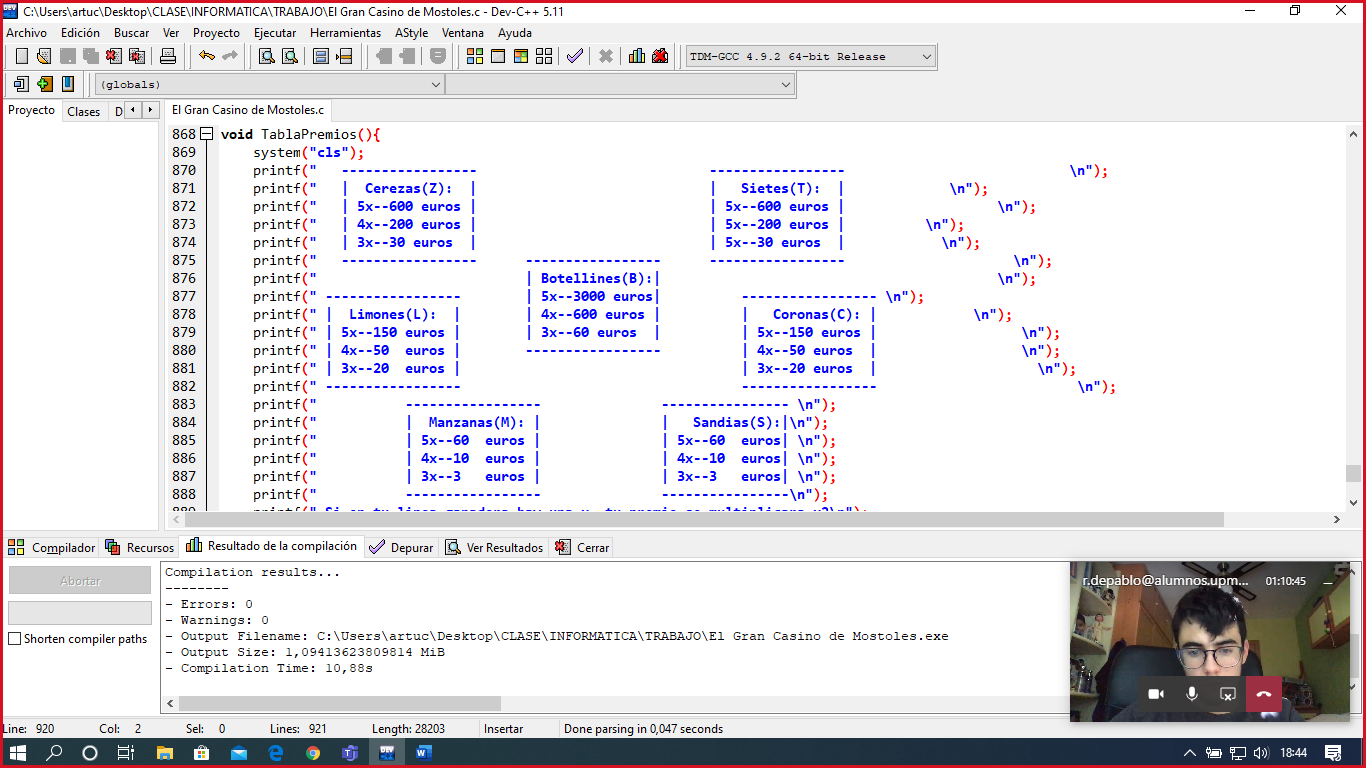 C:\Users\artuc\Desktop\CLASE\INFORMATICA\TRABAJO\El Gran Casino de Mostoles.c - Dev-C++ 5.11
Archivo Edición Buscar Ver Proyecto Ejecutar Herramientas AStyle Ventana Ayuda
TDM-GCC 4.9.2 64-bit Release
(globals)
Proyecto Clases D El Gran Casino de Mostoles.c
868 void TablaPremios(){
869 system("cls");
870 printf("   -----------------                             -----------------                            \n");
871 printf("   |  Cerezas(Z):  |                             |   Sietes(T):  |             \n");
872 printf("   | 5x--600 euros |                             | 5x--600 euros |                   \n");
873 printf("   | 4x--200 euros |                             | 5x--200 euros |          \n");
874 printf("   | 3x--30 euros  |                             | 5x--30 euros  |            \n");
875 printf("   -----------------      -----------------      -----------------                     \n");
876 printf("                          | Botellines(B):|                                          \n");
877 printf(" -----------------        | 5x--3000 euros|          ----------------- \n");
878 printf(" |  Limones(L):  |        | 4x--600 euros |          |   Coronas(C): |            \n");
879 printf(" | 5x--150 euros |        | 3x--60 euros  |          | 5x--150 euros |                  \n");
880 printf(" | 4x--50  euros |        -----------------          | 4x--50 euros  |                  \n");
881 printf(" | 3x--20  euros |                                   | 3x--20 euros  |                    \n");
882 printf(" -----------------                                   -----------------                         \n");
883 printf("           -----------------               ---------------- \n");
884 printf("           |  Manzanas(M): |               |   Sandias(S):|\n");
885 printf("           | 5x--60  euros |               | 5x--60  euros| \n");
886 printf("           | 4x--10  euros |               | 4x--10  euros| \n");
887 printf("           | 3x--3   euros |               | 3x--3   euros| \n");
888 printf("           -----------------               ----------------\n");
Compilador Recursos Resultado de la compilación Depurar Ver Resultados Cerrar
Abortar
Shorten compiler paths
Compilation results...
--------
- Errors: 0
- Warnings: 0
- Output Filename: C:\Users\artuc\Desktop\CLASE\INFORMATICA\TRABAJO\El Gran Casino de Mostoles.exe
- Output Size: 1,09413623809814 MiB
- Compilation Time: 10,88s
r.depablo@alumnos.upm... 01:10:45
Line: 920 Col: 2 Sel: 0 Lines: 921 Length: 28203 Insertar Done parsing in 0,047 seconds
18:44